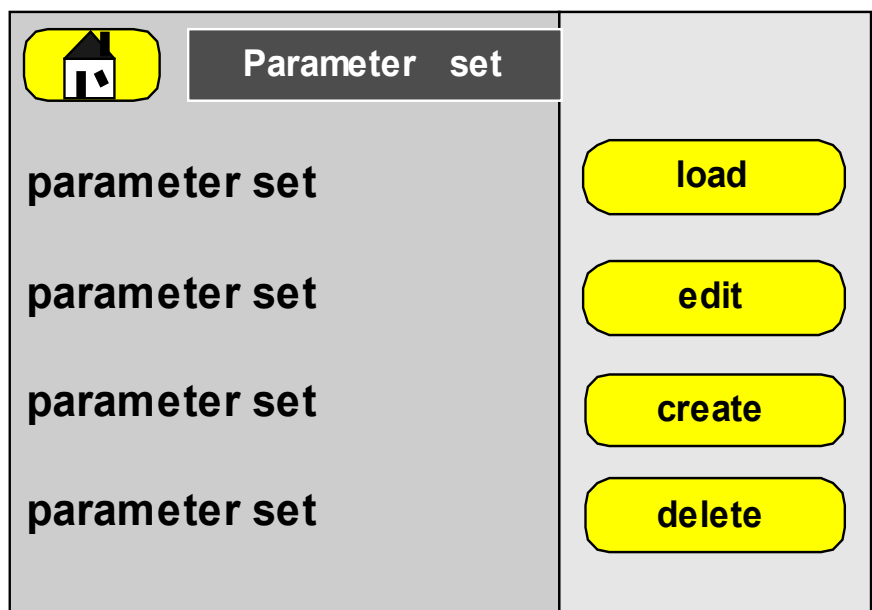 Parameter set
parameter set load
parameter set edit
parameter set create
parameter set delete